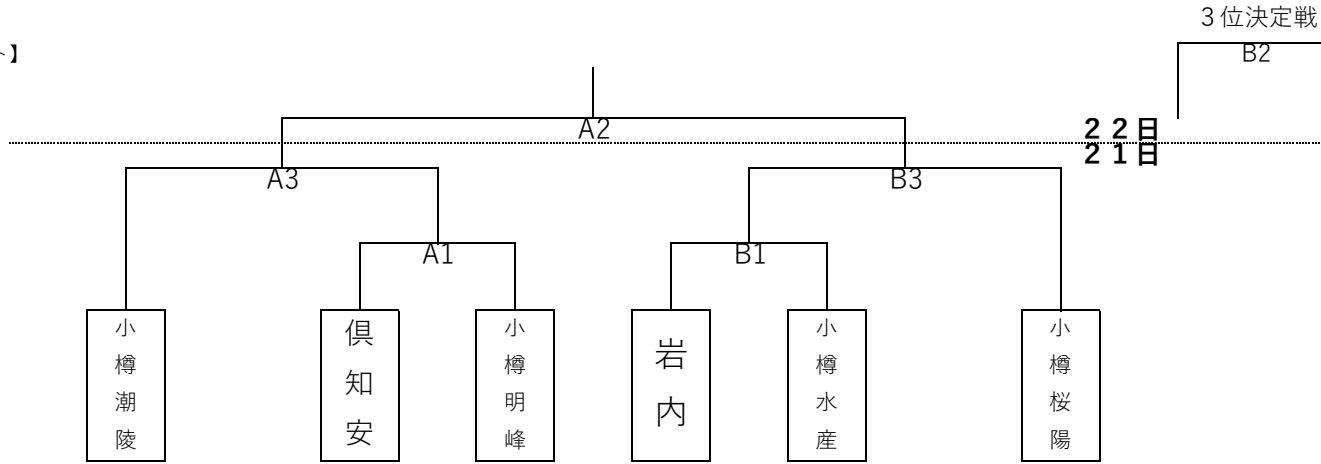 ３位決定戦
ト】
B2
A2
２２日
２１日
A3
B3
A1
B1
小樽潮陵
倶知安
小樽明峰
岩内
小樽水産
小樽桜陽